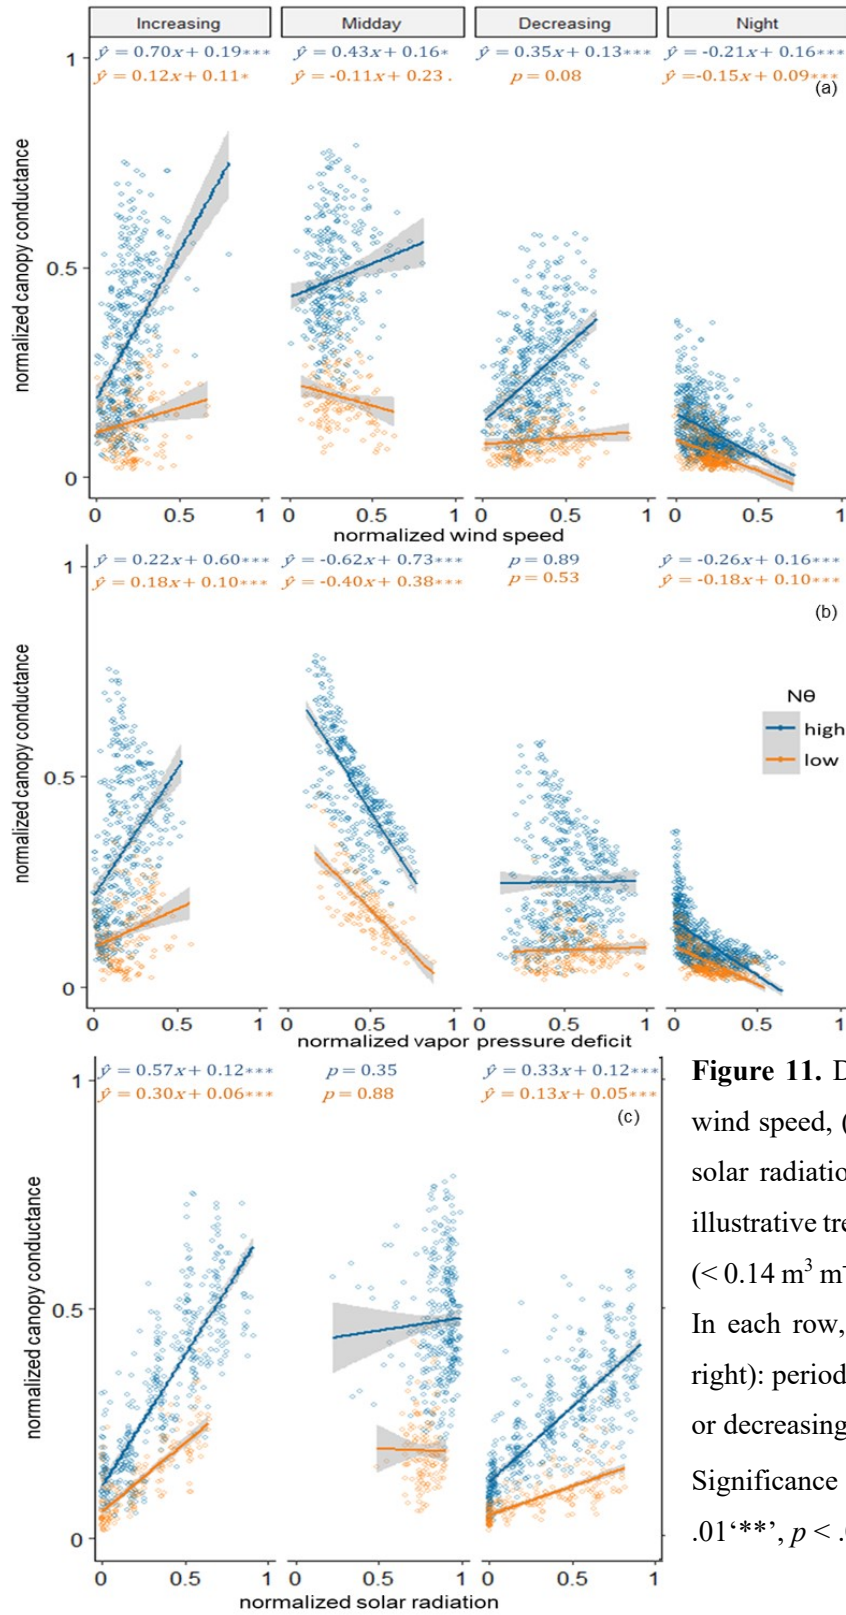 Increasing Midday Decreasing Night
ŷ = 0.70x + 0.19*** ŷ = 0.43x + 0.16* ŷ = 0.35x + 0.13*** ŷ = -0.21x + 0.16***
ŷ = 0.12x + 0.11* ŷ = -0.11x + 0.23 . p = 0.08 ŷ = -0.15x + 0.09***
(a)
1
0.5
0
normalized canopy conductance
0 0.5 1 0 0.5 1 0 0.5 1 0 0.5 1
normalized wind speed
ŷ = 0.22x + 0.60*** ŷ = -0.62x + 0.73*** p = 0.89 ŷ = -0.26x + 0.16***
ŷ = 0.18x + 0.10*** ŷ = -0.40x + 0.38*** p = 0.53 ŷ = -0.18x + 0.10***
(b)
1
0.5
0
normalized canopy conductance
Nθ
high
low
0 0.5 1 0 0.5 1 0 0.5 1 0 0.5 1
normalized vapor pressure deficit
ŷ = 0.57x + 0.12*** p = 0.35 ŷ = 0.33x + 0.12***
ŷ = 0.30x + 0.06*** p = 0.88 ŷ = 0.13x + 0.05***
(c)
1
0.5
0
normalized canopy conductance
0 0.5 1 0 0.5 1 0 0.5 1
normalized solar radiation
Figure 11. D
wind speed, (
solar radiatio
illustrative tre
(< 0.14 m³ m⁻
In each row,
right): period
or decreasing
Significance
.01‘**’, p < .